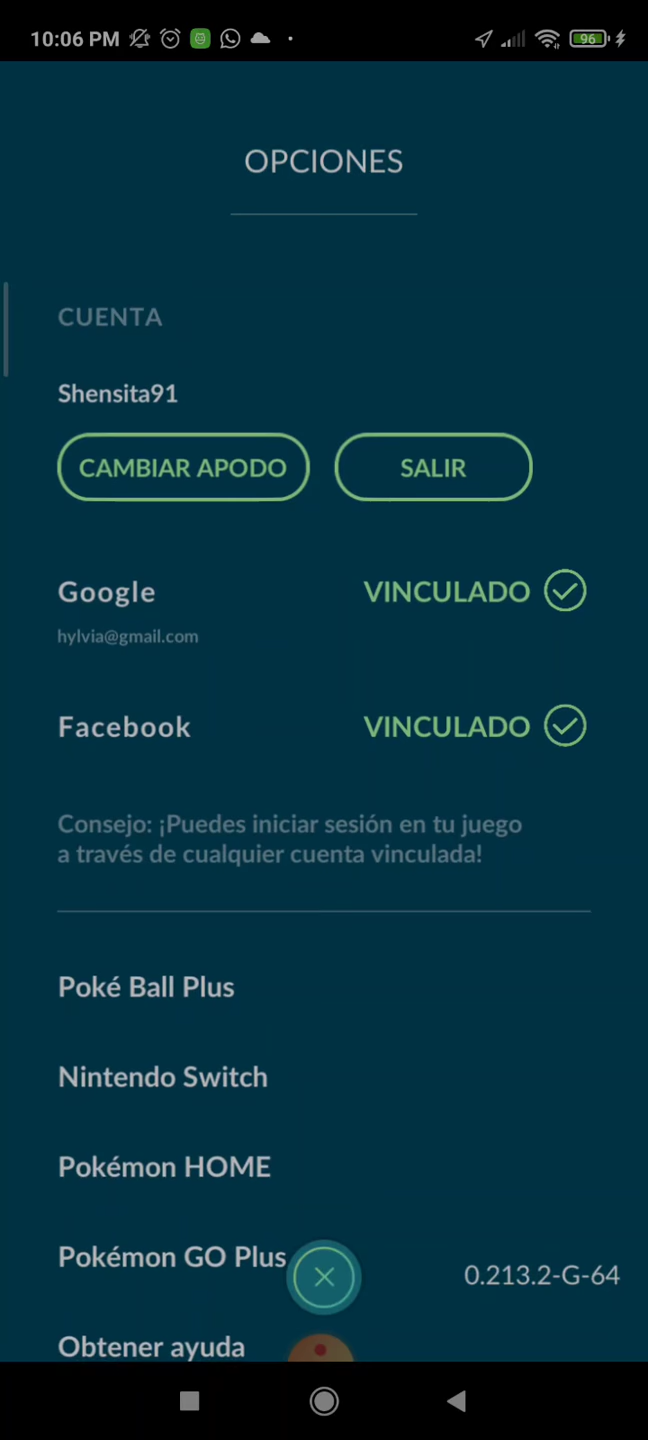 10:06 PM
96
OPCIONES
CUENTA
Shensita91
CAMBIAR APODO
SALIR
Google
VINCULADO
hylvia@gmail.com
Facebook
VINCULADO
Consejo: ¡Puedes iniciar sesión en tu juego
a través de cualquier cuenta vinculada!
Poké Ball Plus
Nintendo Switch
Pokémon HOME
Pokémon GO Plus
0.213.2-G-64
Obtener ayuda